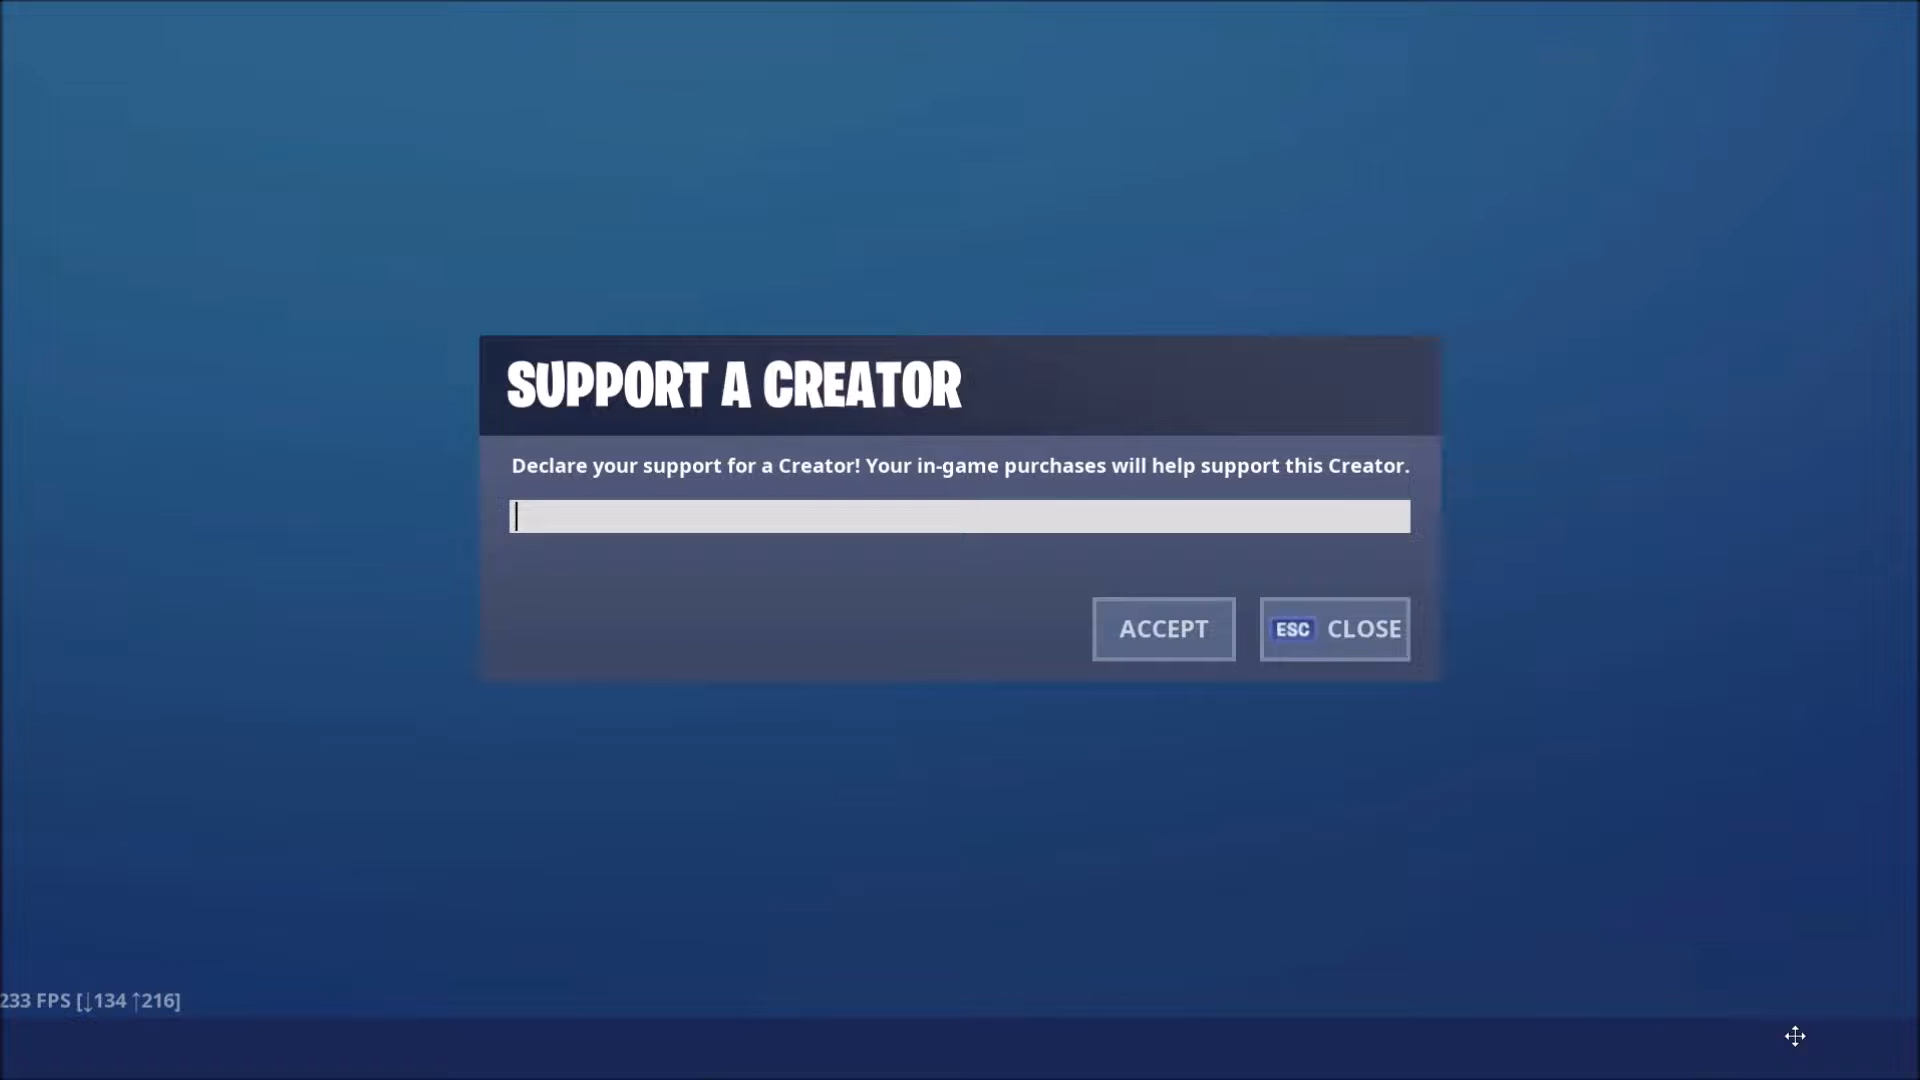 SUPPORT A CREATOR
Declare your support for a Creator! Your in-game purchases will help support this Creator.
ACCEPT
ESC CLOSE
233 FPS [↓134 ↑216]